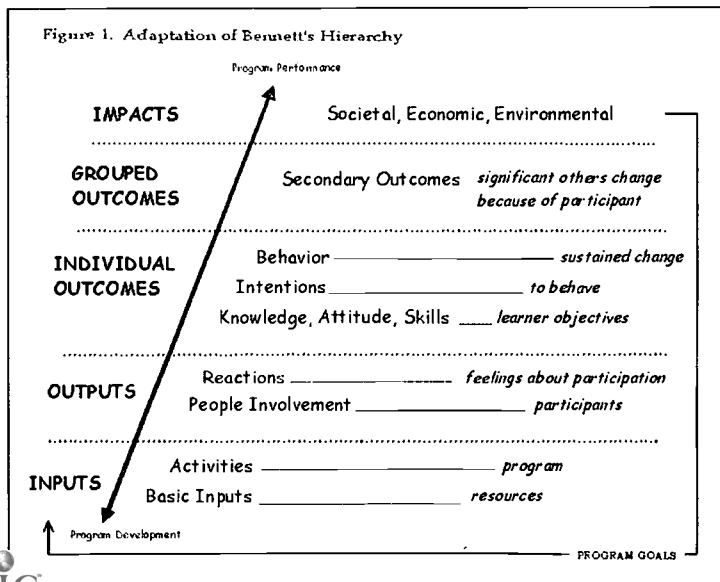 Figure 1. Adaptation of Bennett's Hierarchy
Program Performance
IMPACTS Societal, Economic, Environmental
GROUPED OUTCOMES Secondary Outcomes significant others change because of participant
INDIVIDUAL OUTCOMES
Behavior sustained change
Intentions to behave
Knowledge, Attitude, Skills learner objectives
OUTPUTS
Reactions feelings about participation
People Involvement participants
INPUTS
Activities program
Basic Inputs resources
Program Development
PROGRAM GOALS